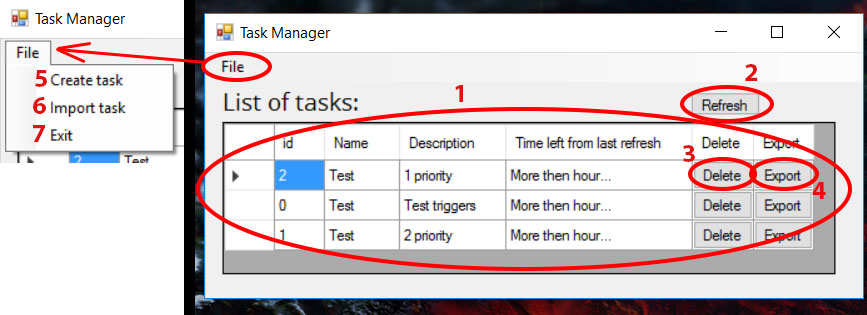 Task Manager
File
5 Create task
6 Import task
7 Exit
2 Test
Task Manager
File
List of tasks:
1
2
Refresh
id Name Description Time left from last refresh Delete Export
3
2 Test 1 priority More then hour... Delete Export
4
0 Test Test triggers More then hour... Delete Export
1 Test 2 priority More then hour... Delete Export